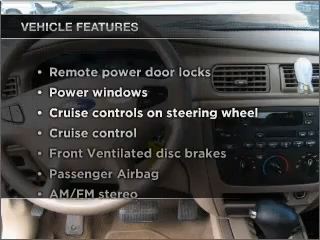 VEHICLE FEATURES
• Remote power door locks
• Power windows
• Cruise controls on steering wheel
• Cruise control
• Front Ventilated disc brakes
• Passenger Airbag
• AM/FM stereo